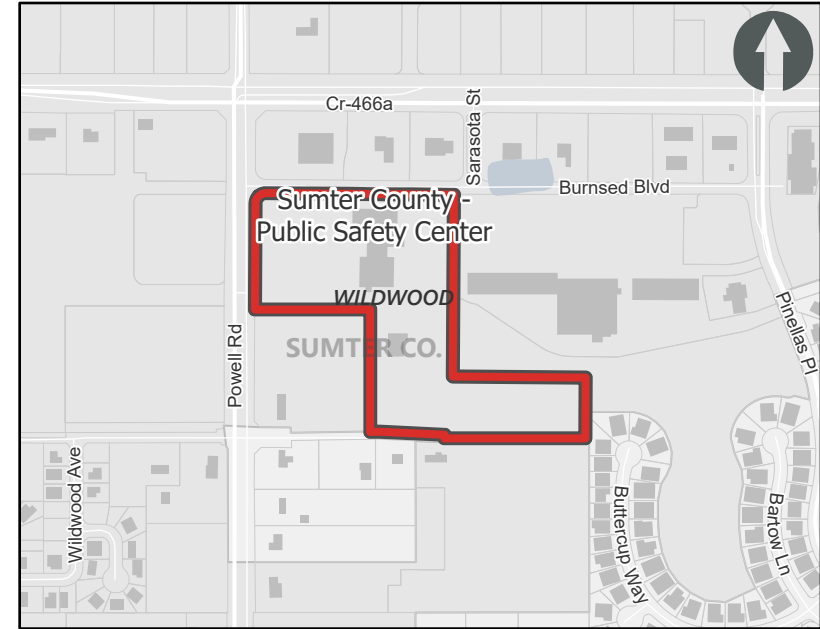 Cr-466a
Sarasota St
Burnsed Blvd
Sumter County -
Public Safety Center
WILDWOOD
SUMTER CO.
Powell Rd
Pinellas Pl
Wildwood Ave
Buttercup Way
Bartow Ln